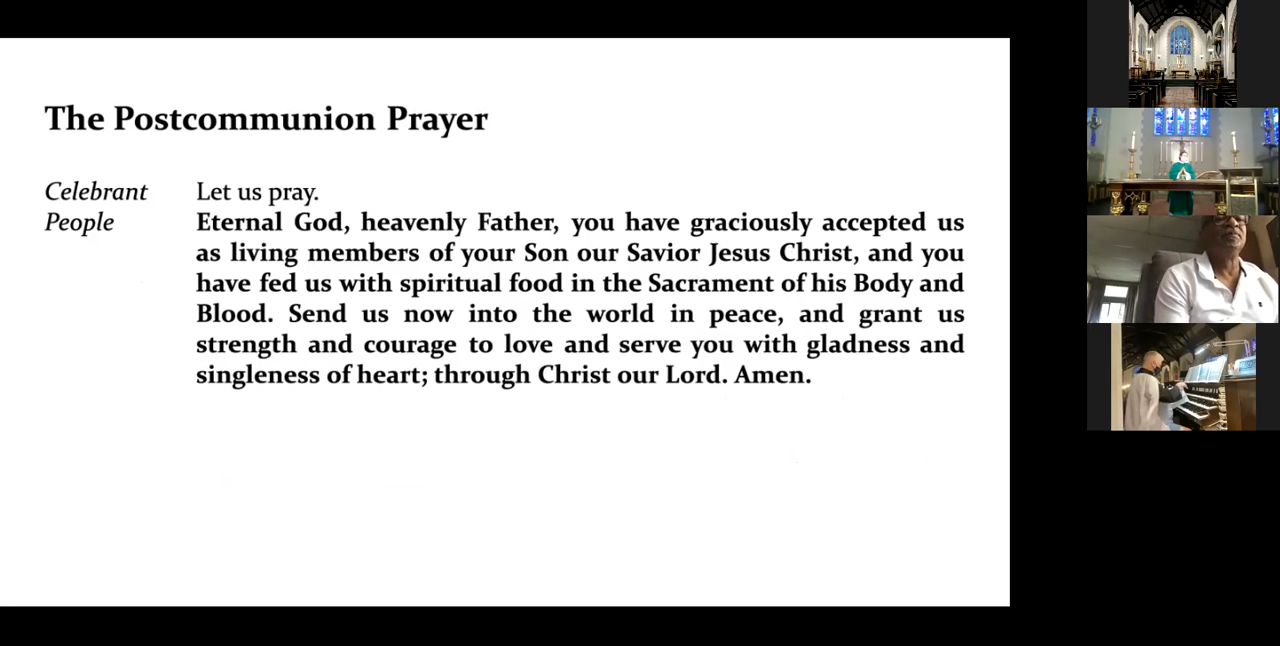 The Postcommunion Prayer
Celebrant Let us pray.
People Eternal God, heavenly Father, you have graciously accepted us
as living members of your Son our Savior Jesus Christ, and you
have fed us with spiritual food in the Sacrament of his Body and
Blood. Send us now into the world in peace, and grant us
strength and courage to love and serve you with gladness and
singleness of heart; through Christ our Lord. Amen.